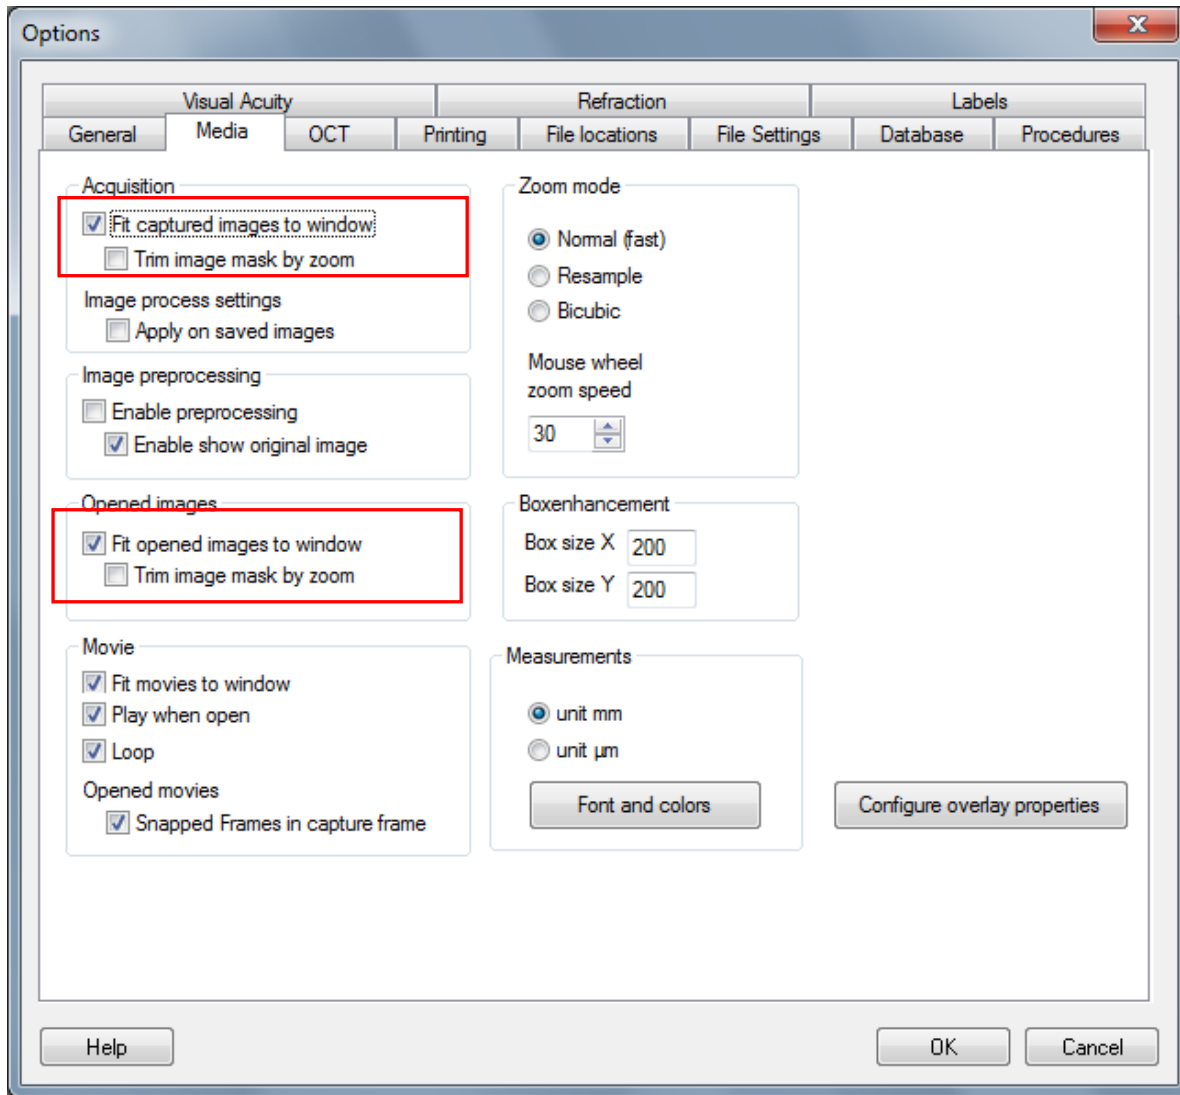 Options
Visual Acuity Refraction Labels
General Media OCT Printing File locations File Settings Database Procedures
Acquisition
Fit captured images to window
Trim image mask by zoom
Image process settings
Apply on saved images
Image preprocessing
Enable preprocessing
Enable show original image
Opened images
Fit opened images to window
Trim image mask by zoom
Movie
Fit movies to window
Play when open
Loop
Opened movies
Snapped Frames in capture frame
Zoom mode
Normal (fast)
Resample
Bicubic
Mouse wheel
zoom speed
30
Boxenhancement
Box size X 200
Box size Y 200
Measurements
unit mm
unit µm
Font and colors
Configure overlay properties
Help OK Cancel